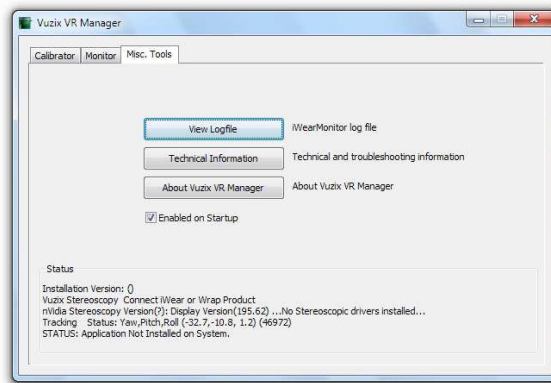 Vuzix VR Manager
Calibrator Monitor Misc. Tools
View Logfile iWearMonitor log file
Technical Information Technical and troubleshooting information
About Vuzix VR Manager About Vuzix VR Manager
Enabled on Startup
Status
Installation Version: ()
Vuzix Stereoscopy Connect iWear or Wrap Product
nVidia Stereoscopy Version(?): Display Version(195.62) ...No Stereoscopic drivers installed...
Tracking Status: Yaw,Pitch,Roll (-32.7,-10.8, 1.2) (46972)
STATUS: Application Not Installed on System.